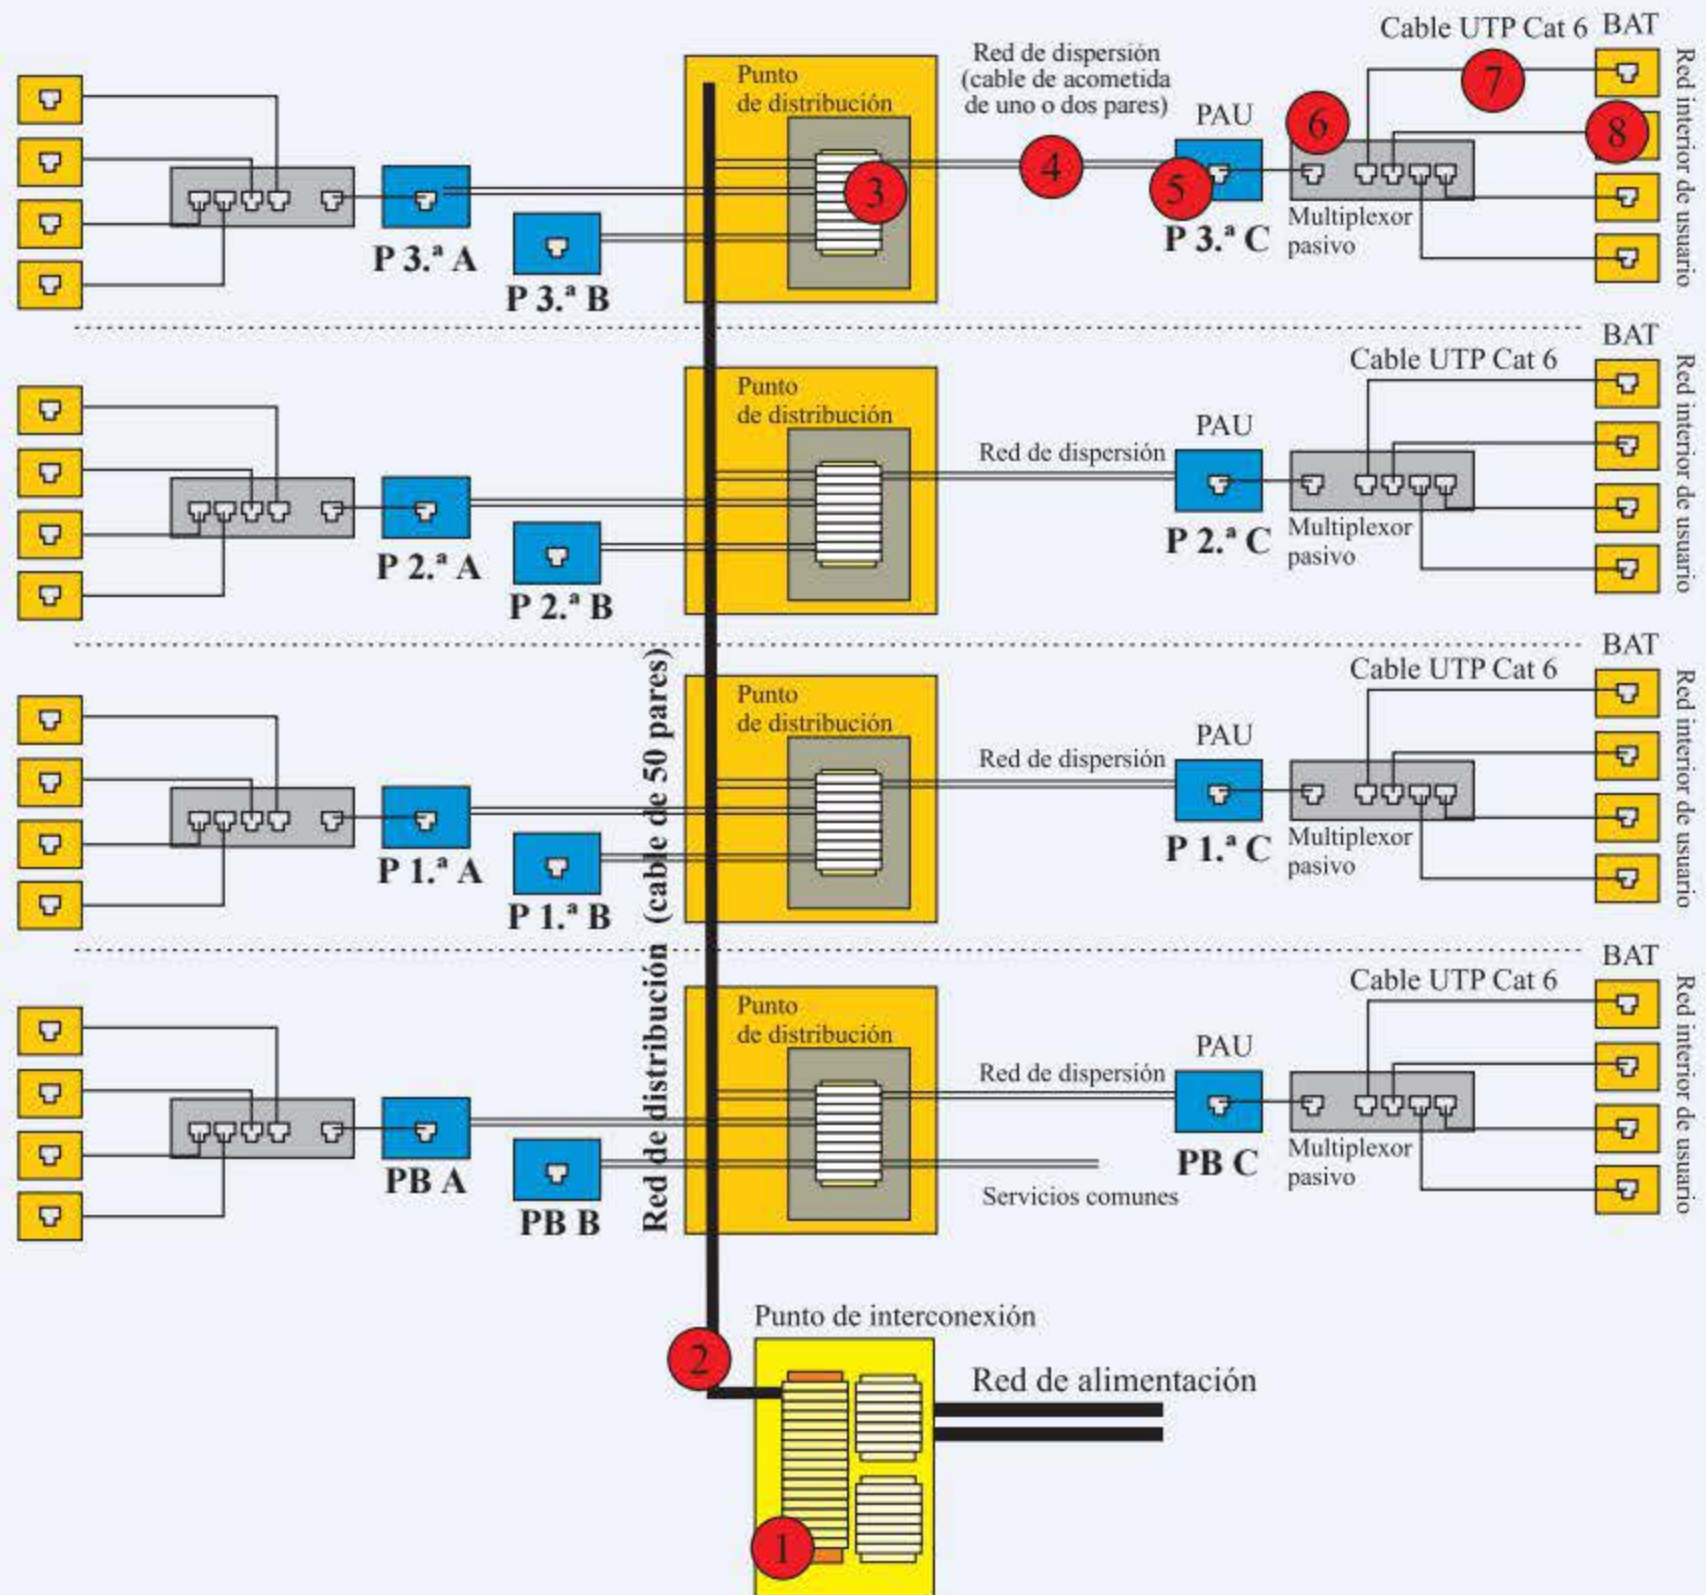 Cable UTP Cat 6
BAT
Red de dispersión
(cable de acometida
de uno o dos pares)
Punto
de distribución
PAU
7
6
8
3
4
5
Multiplexor
pasivo
Red interior de usuario
P 3.ª A
P 3.ª B
P 3.ª C
BAT
Cable UTP Cat 6
Punto
de distribución
PAU
Red de dispersión
Multiplexor
pasivo
Red interior de usuario
P 2.ª A
P 2.ª B
P 2.ª C
BAT
Cable UTP Cat 6
Punto
de distribución
PAU
Red de dispersión
Multiplexor
pasivo
Red interior de usuario
P 1.ª A
P 1.ª B
P 1.ª C
Red de distribución (cable de 50 pares)
BAT
Cable UTP Cat 6
Punto
de distribución
PAU
Red de dispersión
Multiplexor
pasivo
Red interior de usuario
PB A
PB B
PB C
Servicios comunes
Punto de interconexión
2
Red de alimentación
1